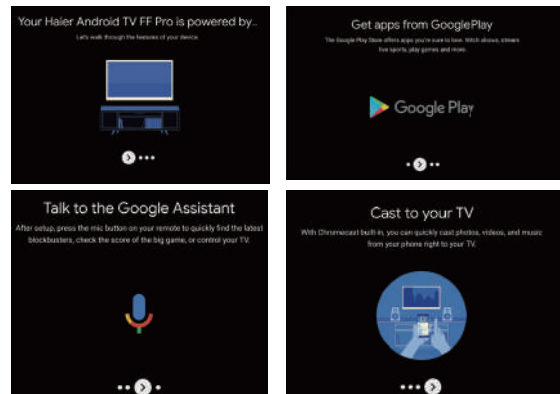 Your Haier Android TV FF Pro is powered by...
Let's walk through the features of your device.
Get apps from GooglePlay
The Google Play Store offers apps you're sure to love. Watch shows, stream
live sports, play games and more.
Google Play
Talk to the Google Assistant
After setup, press the mic button on your remote to quickly find the latest
blockbusters, check the score of the big game, or control your TV.
Cast to your TV
With Chromecast built-in, you can quickly cast photos, videos, and music
from your phone right to your TV.